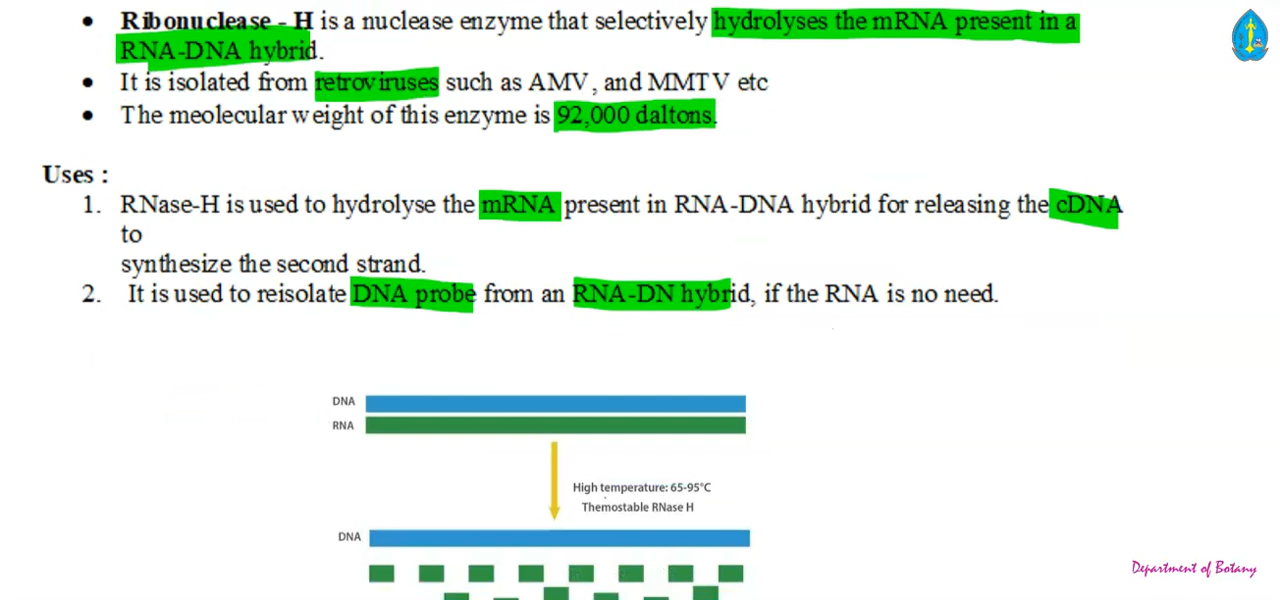 • Ribonuclease - H is a nuclease enzyme that selectively hydrolyses the mRNA present in a
RNA-DNA hybrid.
• It is isolated from retroviruses such as AMV, and MMTV etc
• The meolecular weight of this enzyme is 92,000 daltons.
Uses :
1. RNase-H is used to hydrolyse the mRNA present in RNA-DNA hybrid for releasing the cDNA
to
synthesize the second strand.
2. It is used to reisolate DNA probe from an RNA-DN hybrid, if the RNA is no need.
DNA
RNA
High temperature: 65-95°C
Themostable RNase H
DNA
Department of Botany